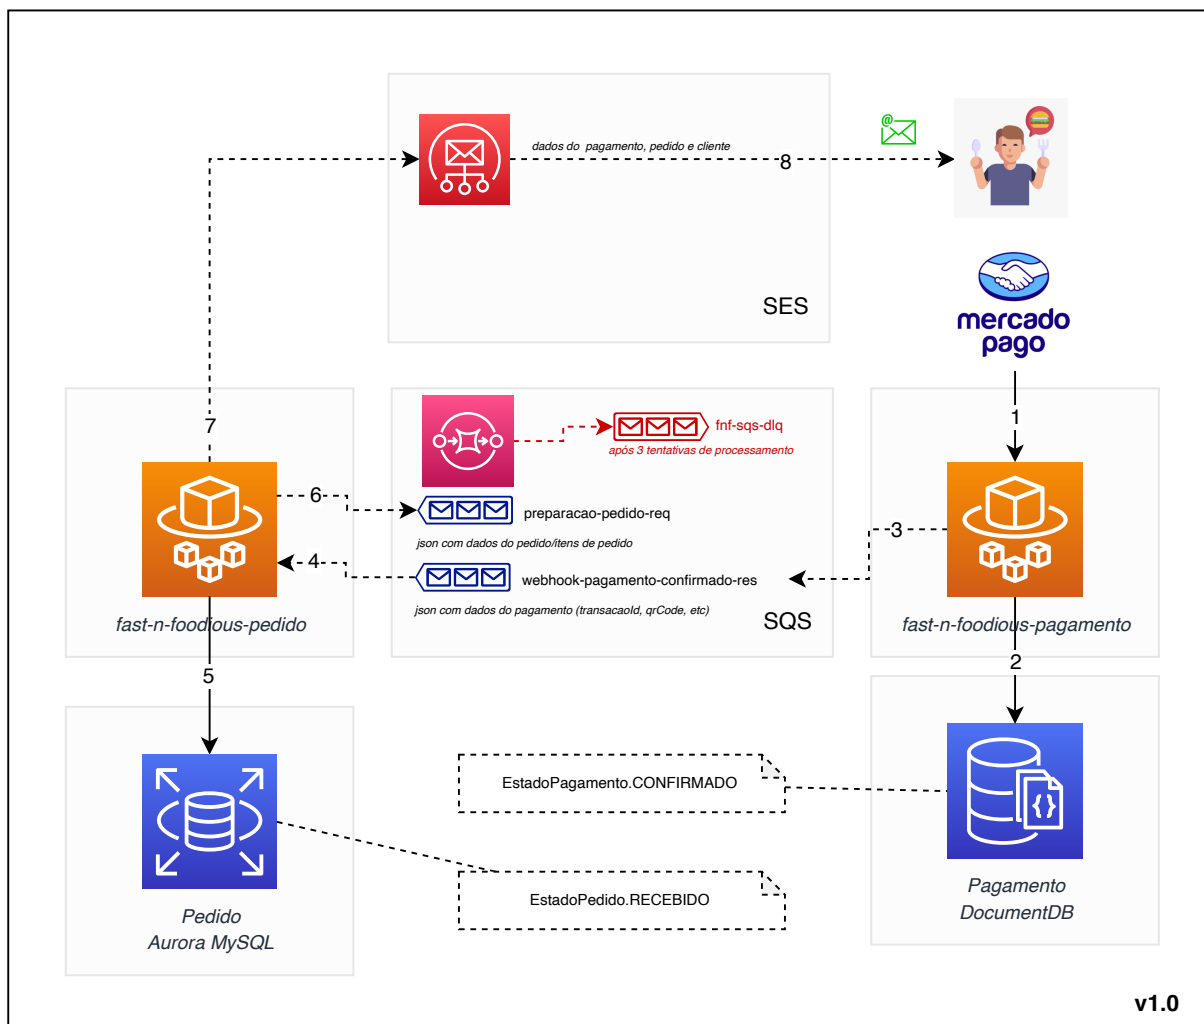 dados do pagamento, pedido e cliente
8
@
SES
mercado
pago
7
1
fnf-sqs-dlq
após 3 tentativas de processamento
6
preparacao-pedido-req
3
json com dados do pedido/itens de pedido
4
webhook-pagamento-confirmado-res
json com dados do pagamento (transacaoId, qrCode, etc)
SQS
fast-n-foodious-pedido
fast-n-foodious-pagamento
5
2
EstadoPagamento.CONFIRMADO
{}
EstadoPedido.RECEBIDO
Pedido
Aurora MySQL
Pagamento
DocumentDB
v1.0